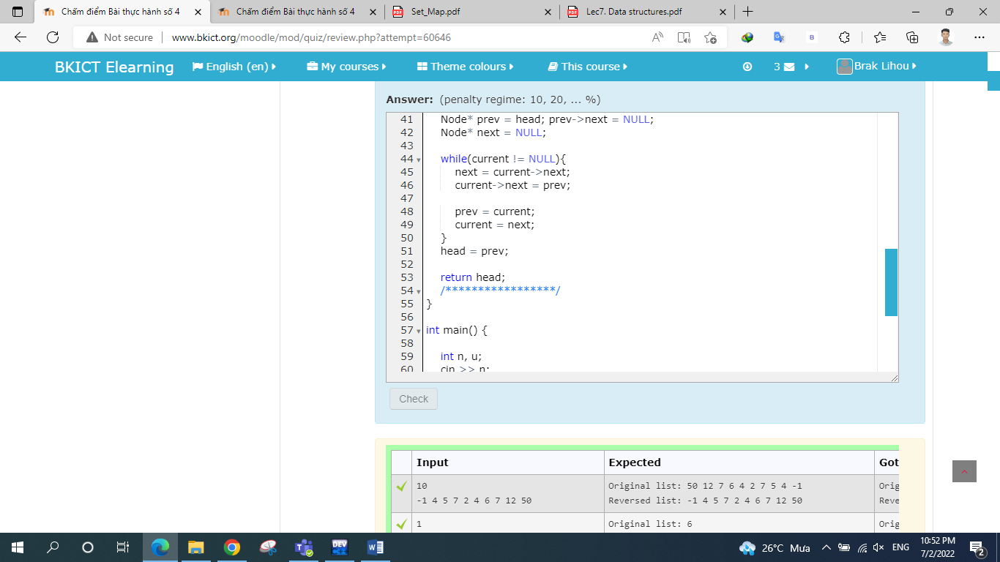 Chấm điểm Bài thực hành số 4
Chấm điểm Bài thực hành số 4
Set_Map.pdf
Lec7. Data structures.pdf
Not secure | www.bkict.org/moodle/mod/quiz/review.php?attempt=60646
BKICT Elearning
English (en)
My courses
Theme colours
This course
3
Brak Lihou
Answer: (penalty regime: 10, 20, ... %)
41 Node* prev = head; prev->next = NULL;
42 Node* next = NULL;
43
44 while(current != NULL){
45 next = current->next;
46 current->next = prev;
47
48 prev = current;
49 current = next;
50 }
51 head = prev;
52
53 return head;
54 /*****************/
55 }
56
57 int main() {
58
59 int n, u;
60 cin >> n;
Check
Input Expected Got
10 Original list: 50 12 7 6 4 2 7 5 4 -1 Orig
-1 4 5 7 2 4 6 7 12 50 Reversed list: -1 4 5 7 2 4 6 7 12 50 Reve
1 Original list: 6 Orig
DEV
26°C Mưa
ENG
10:52 PM
7/2/2022
2